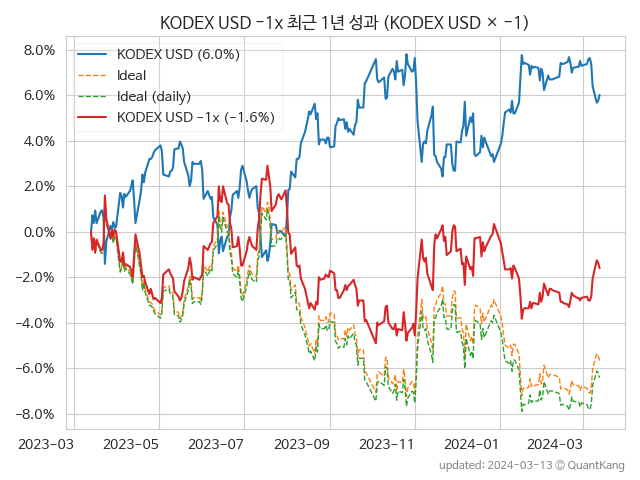 KODEX USD -1x 최근 1년 성과 (KODEX USD × -1)
8.0%
6.0%
4.0%
2.0%
0.0%
-2.0%
-4.0%
-6.0%
-8.0%
KODEX USD (6.0%)
Ideal
Ideal (daily)
KODEX USD -1x (-1.6%)
2023-03
2023-05
2023-07
2023-09
2023-11
2024-01
2024-03
updated: 2024-03-13 © QuantKang